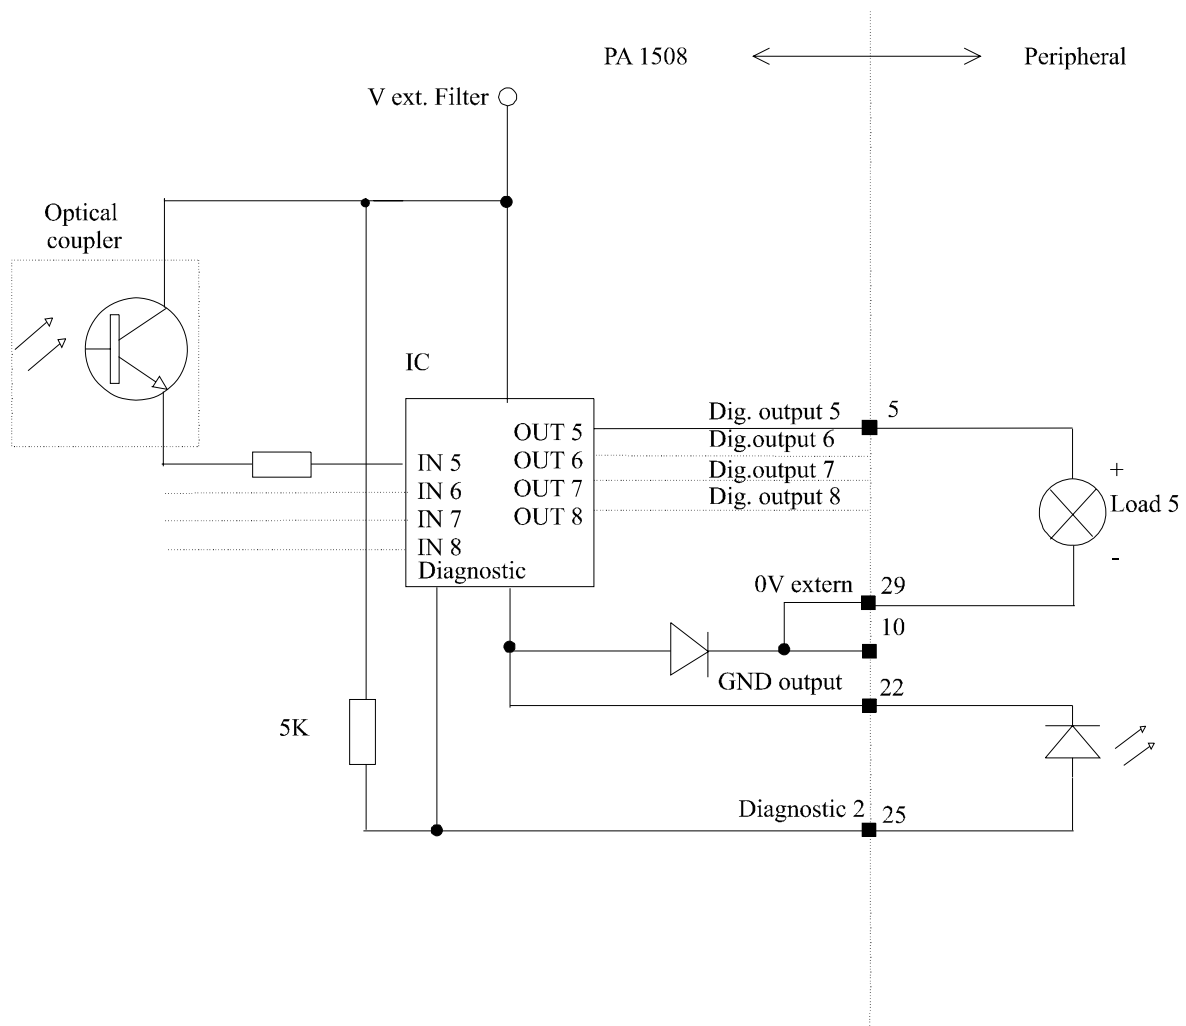 PA 1508
Peripheral
V ext. Filter
Optical
coupler
IC
OUT 5
OUT 6
OUT 7
OUT 8
IN 5
IN 6
IN 7
IN 8
Diagnostic
Dig. output 5
5
Dig.output 6
Dig.output 7
Dig. output 8
+
Load 5
-
0V extern
29
10
GND output
22
5K
Diagnostic 2
25